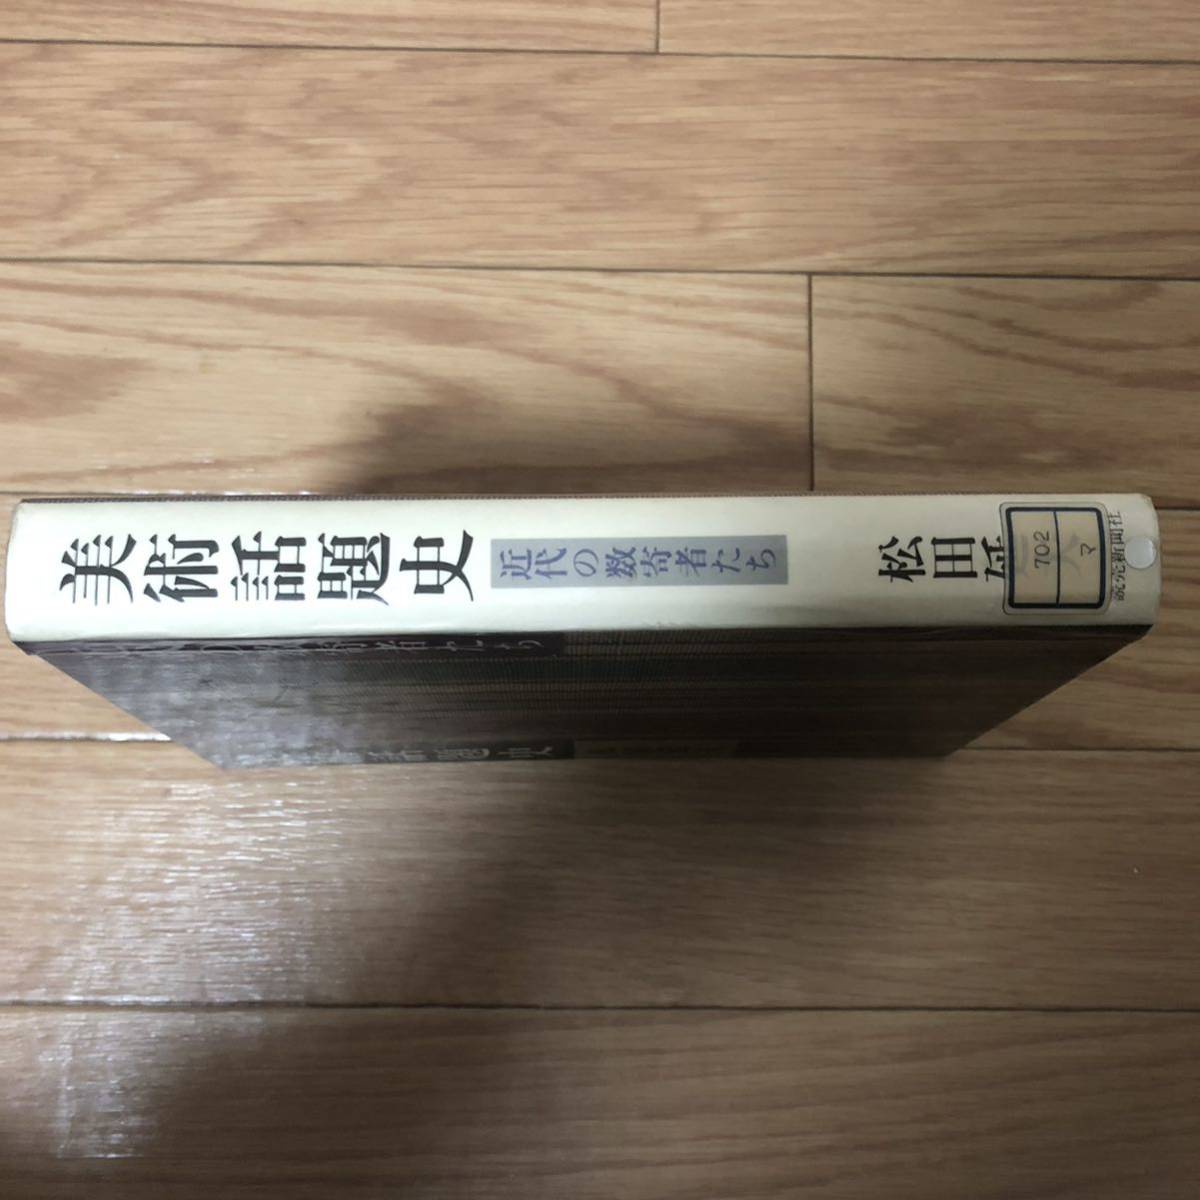 美術話題史
近代の数寄者たち
松田延夫
702
マ
読売新聞社